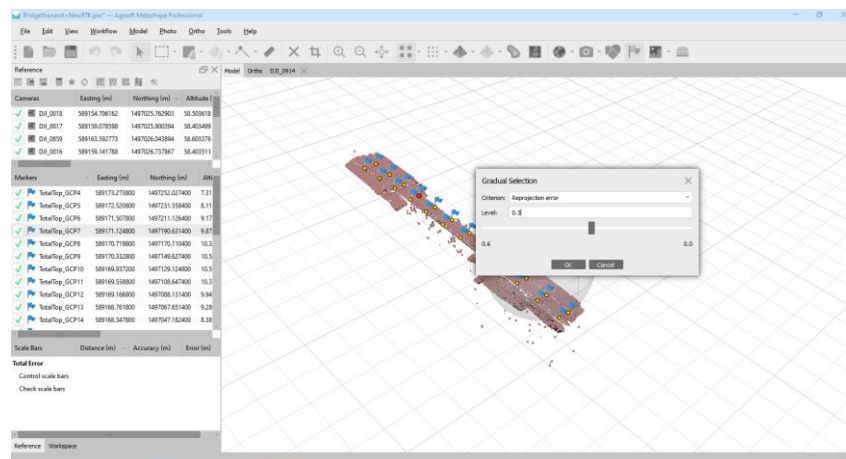 Bridgethanarat+NewRTK.psx* — Agisoft Metashape Professional
File Edit View Workflow Model Photo Ortho Tools Help
Reference
Model Ortho DJI_0914
Cameras Easting (m) Northing (m) Altitude (
DJI_0018 589154.706162 1497025.762903 58.503618
DJI_0017 589159.078598 1497025.900394 58.403499
DJI_0859 589163.592773 1497026.043894 58.603376
DJI_0016 589159.141788 1497026.737867 58.403511
Markers Easting (m) Northing (m) Alti
TotalTop_GCP4 589173.273800 1497252.027400 7.31
TotalTop_GCP5 589172.520800 1497231.558400 8.11
TotalTop_GCP6 589171.507800 1497211.126400 9.17
TotalTop_GCP7 589171.124800 1497190.631400 9.87
TotalTop_GCP8 589170.719800 1497170.110400 10.3
TotalTop_GCP9 589170.332800 1497149.627400 10.5
TotalTop_GCP10 589169.937200 1497129.124800 10.5
TotalTop_GCP11 589169.558800 1497108.647400 10.3
TotalTop_GCP12 589169.166800 1497088.131400 9.94
TotalTop_GCP13 589168.761800 1497067.651400 9.28
TotalTop_GCP14 589168.347800 1497047.182400 8.38
Scale Bars Distance (m) Accuracy (m) Error (m)
Total Error
Control scale bars
Check scale bars
Reference Workspace
Gradual Selection
Criterion: Reprojection error
Level: 0.3
0.6 0.0
OK Cancel